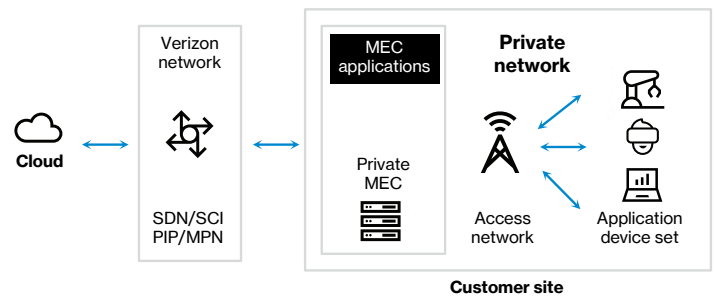 Cloud
Verizon
network
SDN/SCI
PIP/MPN
MEC
applications
Private
MEC
Private
network
Access
network
Application
device set
Customer site